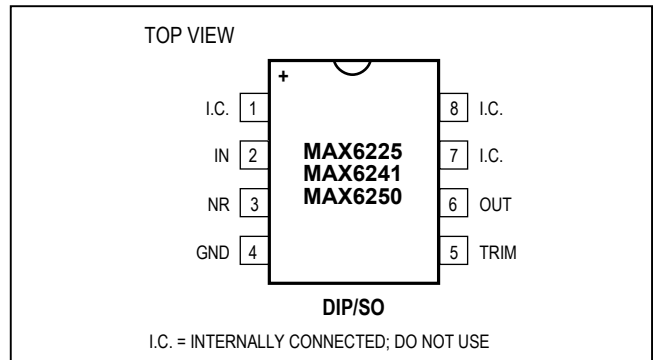 TOP VIEW
+
I.C. 1 8 I.C.
IN 2 MAX6225 7 I.C.
MAX6241
NR 3 MAX6250 6 OUT
GND 4 5 TRIM
DIP/SO
I.C. = INTERNALLY CONNECTED; DO NOT USE